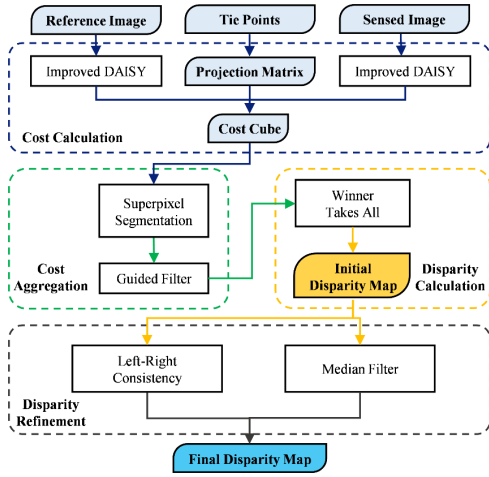 Reference Image
Tie Points
Sensed Image
Improved DAISY
Projection Matrix
Improved DAISY
Cost Calculation
Cost Cube
Superpixel
Segmentation
Winner
Takes All
Cost
Aggregation
Guided Filter
Initial
Disparity Map
Disparity
Calculation
Left-Right
Consistency
Median Filter
Disparity
Refinement
Final Disparity Map